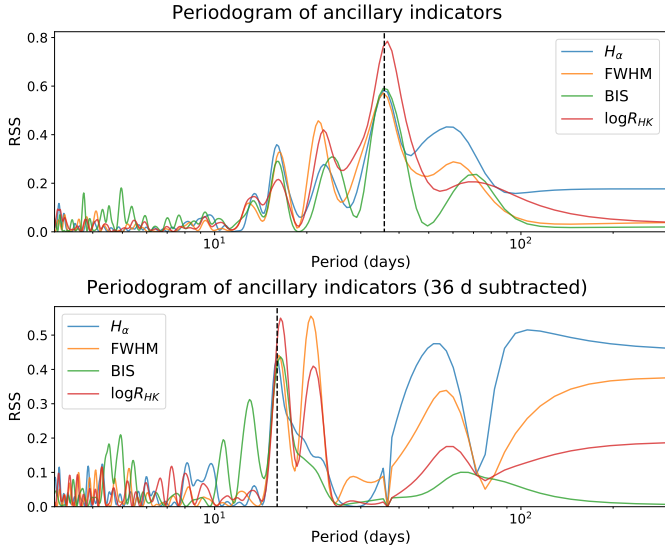 Periodogram of ancillary indicators
0.8
0.6
0.4
0.2
0.0
RSS
Hα
FWHM
BIS
logR_HK
10¹
10²
Period (days)
Periodogram of ancillary indicators (36 d subtracted)
0.5
0.4
0.3
0.2
0.1
0.0
RSS
Hα
FWHM
BIS
logR_HK
10¹
10²
Period (days)